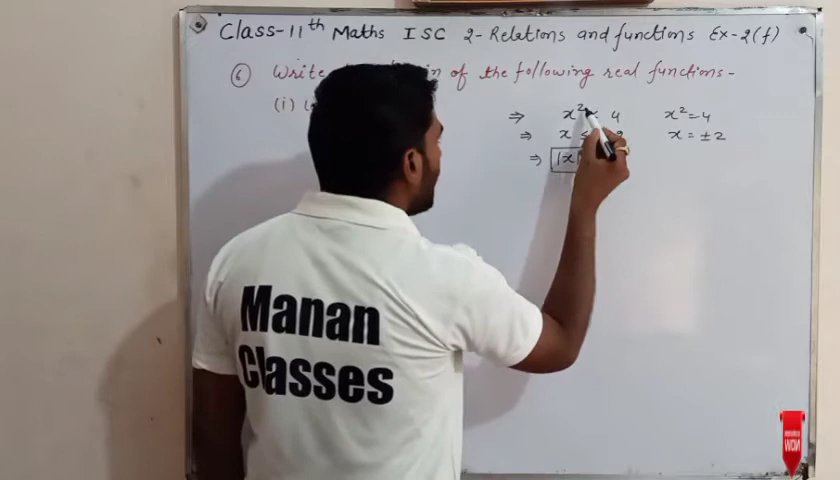 Class-11th Maths ISC 2-Relations and functions Ex-2(f)
6 Write of the following real functions-
(i)
⇒ x² 4 x²=4
⇒ x x = ±2
⇒ |x|
Manan
Classes